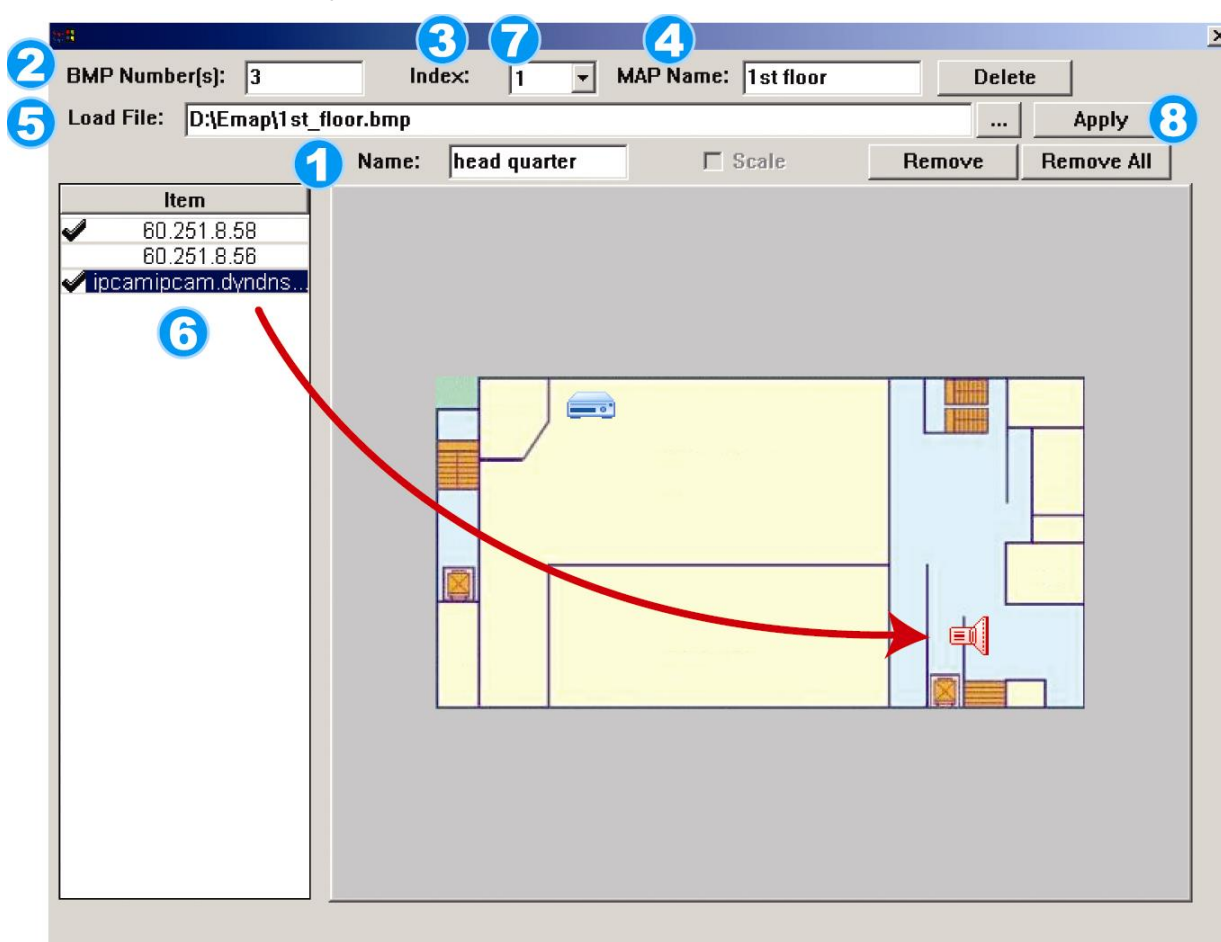 3 7 4
2 BMP Number(s): 3 Index: 1 MAP Name: 1st floor Delete
5 Load File: D:\Emap\1st_floor.bmp ... Apply 8
1 Name: head quarter Scale Remove Remove All
Item
60.251.8.58
60.251.8.56
ipcamipcam.dyndns...
6